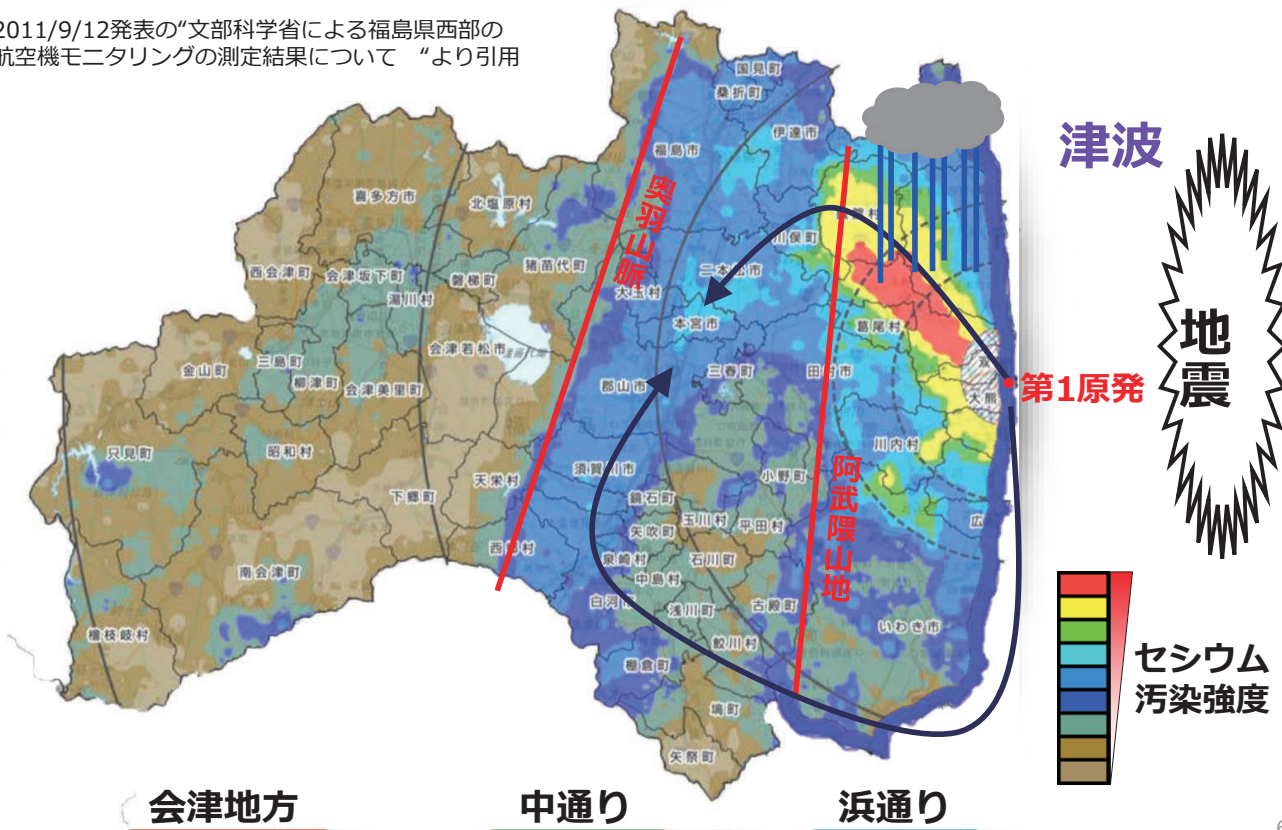 2011/9/12発表の“文部科学省による福島県西部の
航空機モニタリングの測定結果について　“より引用
国見町
桑折町
伊達市
福島市
喜多方市
北塩原村
川俣町
西会津町
会津坂下町
磐梯町
猪苗代町
二本松市
大玉村
湯川村
本宮市
葛尾村
会津若松市
金山町
三島町
柳津町
会津美里町
郡山市
三春町
田村市
大熊
川内村
只見町
昭和村
須賀川市
天栄村
小野町
下郷町
鏡石町
玉川村
平田村
矢吹町
泉崎村
石川町
中島村
南会津町
浅川町
古殿町
いわき市
檜枝岐村
鮫川村
棚倉町
塙町
矢祭町
奥羽山脈
阿武隈山地
津波
地震
第1原発
セシウム
汚染強度
会津地方
中通り
浜通り